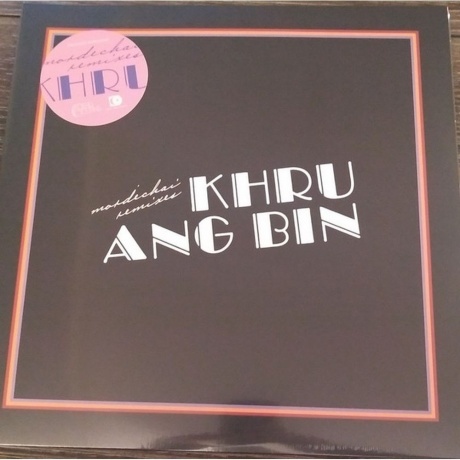 mordechai
remixes
KHRU
mordechai
remixes
KHRU
ANG BIN